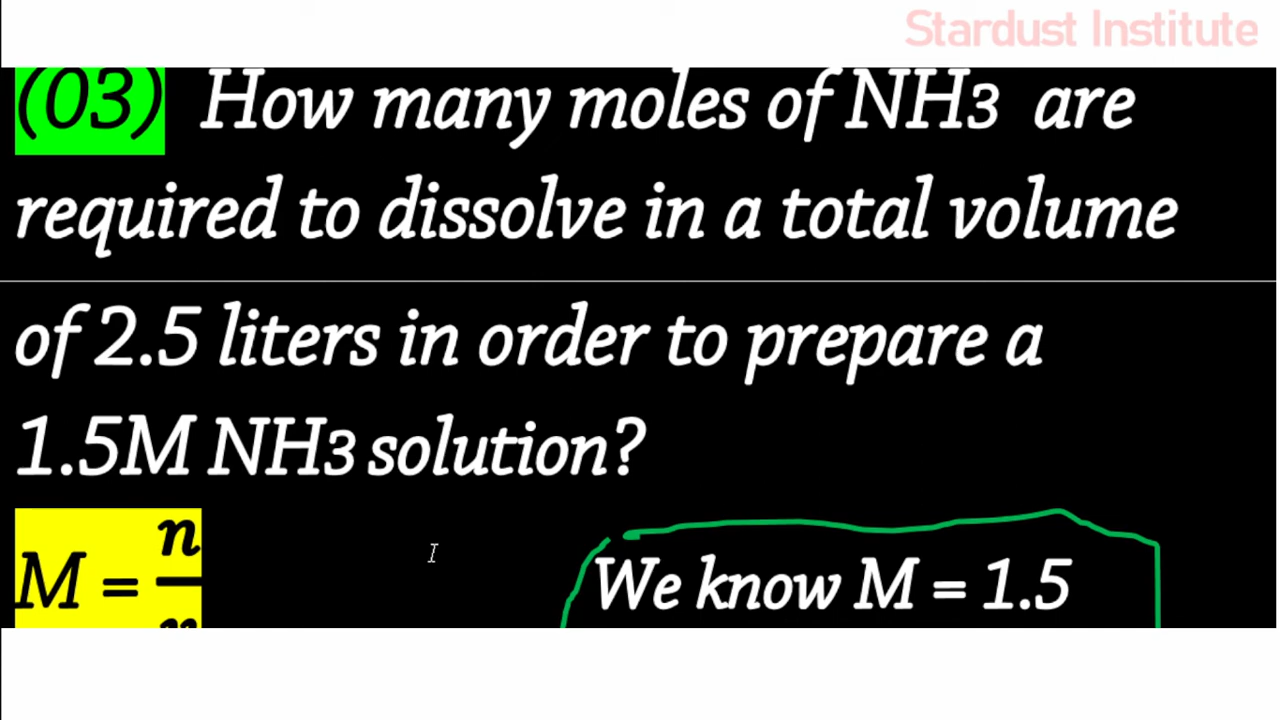 Stardust Institute
(03) How many moles of NH3 are
required to dissolve in a total volume
of 2.5 liters in order to prepare a
1.5M NH3 solution?
M = n
We know M = 1.5